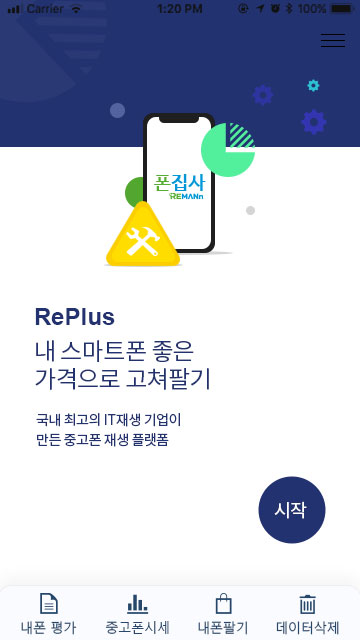 Carrier
1:20 PM
100%
폰집사
REMANn
RePlus
내 스마트폰 좋은
가격으로 고쳐팔기
국내 최고의 IT재생 기업이
만든 중고폰 재생 플랫폼
시작
내폰 평가
중고폰시세
내폰팔기
데이터삭제